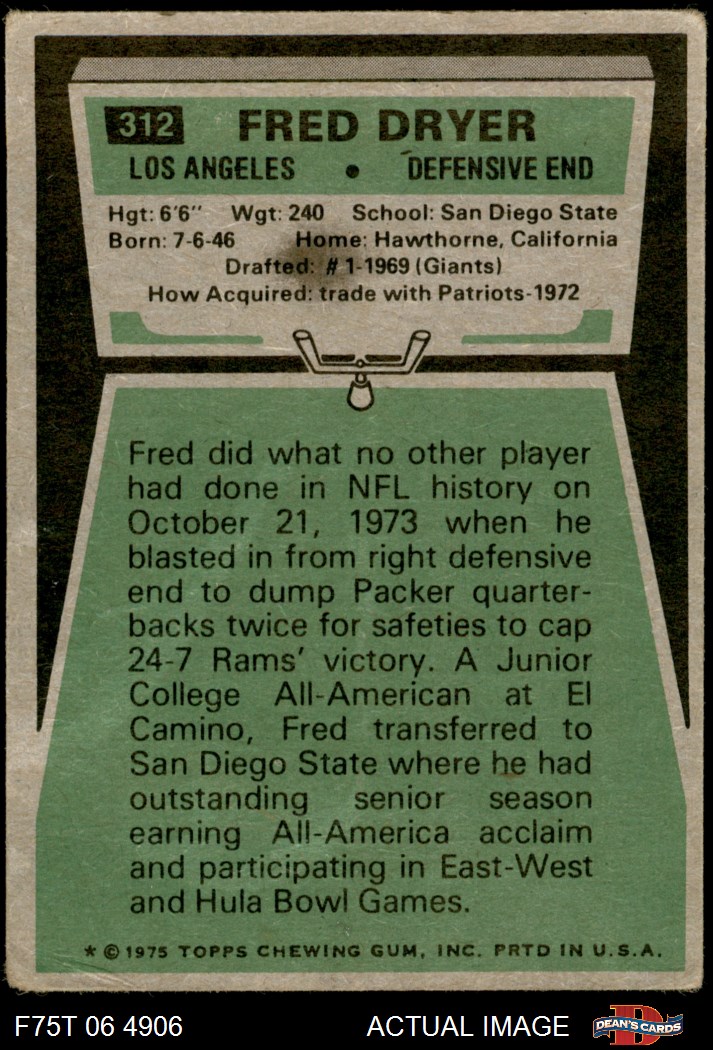 312 FRED DRYER
LOS ANGELES • DEFENSIVE END
Hgt: 6'6" Wgt: 240 School: San Diego State
Born: 7-6-46 Home: Hawthorne, California
Drafted: #1-1969 (Giants)
How Acquired: trade with Patriots-1972
Fred did what no other player
had done in NFL history on
October 21, 1973 when he
blasted in from right defensive
end to dump Packer quarter-
backs twice for safeties to cap
24-7 Rams' victory. A Junior
College All-American at El
Camino, Fred transferred to
San Diego State where he had
outstanding senior season
earning All-America acclaim
and participating in East-West
and Hula Bowl Games.
* © 1975 TOPPS CHEWING GUM, INC. PRTD IN U.S.A.
F75T 06 4906 ACTUAL IMAGE D DEAN'S CARDS